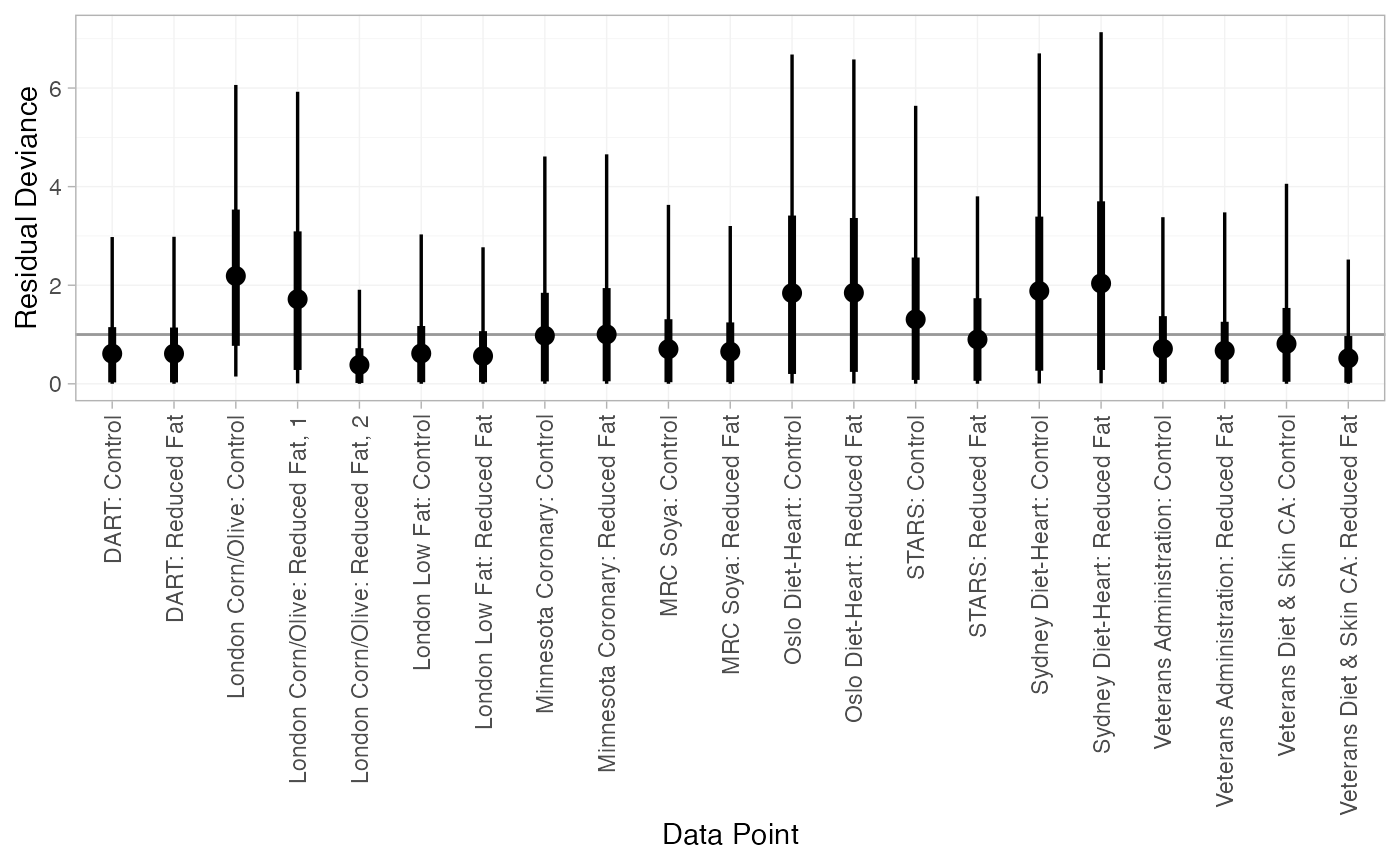 Residual Deviance
6
4
2
0
DART: Control
DART: Reduced Fat
London Corn/Olive: Control
London Corn/Olive: Reduced Fat, 1
London Corn/Olive: Reduced Fat, 2
London Low Fat: Control
London Low Fat: Reduced Fat
Minnesota Coronary: Control
Minnesota Coronary: Reduced Fat
MRC Soya: Control
MRC Soya: Reduced Fat
Oslo Diet-Heart: Control
Oslo Diet-Heart: Reduced Fat
STARS: Control
STARS: Reduced Fat
Sydney Diet-Heart: Control
Sydney Diet-Heart: Reduced Fat
Veterans Administration: Control
Veterans Administration: Reduced Fat
Veterans Diet & Skin CA: Control
Veterans Diet & Skin CA: Reduced Fat
Data Point